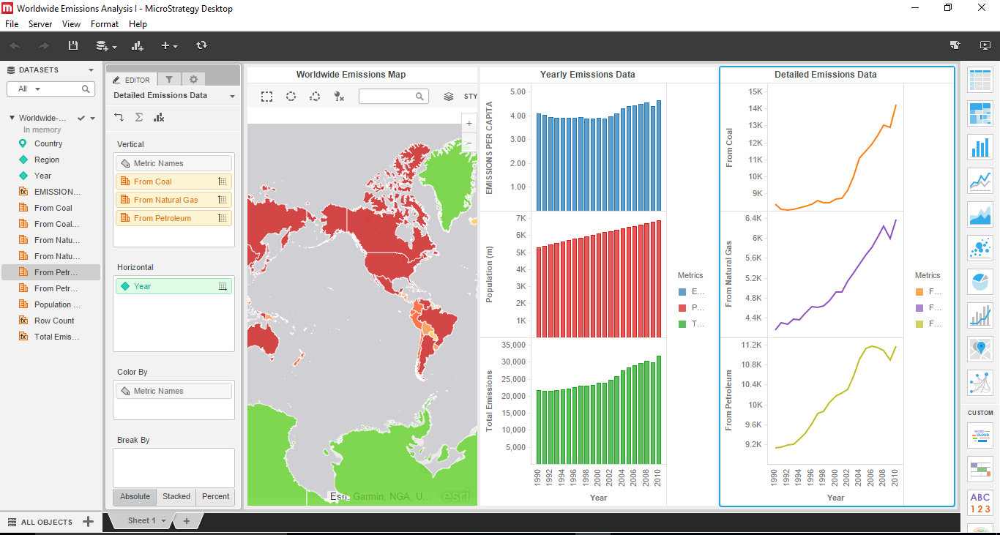 Worldwide Emissions Analysis I - MicroStrategy Desktop
File Server View Format Help
DATASETS
All
Worldwide-...
In memory
Country
Region
Year
EMISSION...
From Coal
From Coal...
From Natu...
From Natu...
From Petr...
From Petr...
Population ...
Row Count
Total Emis...
ALL OBJECTS
EDITOR
Detailed Emissions Data
Vertical
Metric Names
From Coal
From Natural Gas
From Petroleum
Horizontal
Year
Color By
Metric Names
Break By
Absolute Stacked Percent
Worldwide Emissions Map
STY
+
−
Esri, Garmin, NGA, U...
esri
Yearly Emissions Data
EMISSIONS PER CAPITA
5.00
4.00
3.00
2.00
1.00
Population (m)
7K
6K
5K
4K
3K
2K
1K
Total Emissions
35,000
30,000
25,000
20,000
15,000
10,000
5,000
1990 1992 1994 1996 1998 2000 2002 2004 2006 2008 2010
Year
Metrics
E...
P...
T...
Detailed Emissions Data
From Coal
15K
14K
13K
12K
11K
10K
9K
From Natural Gas
6.4K
6K
5.6K
5.2K
4.8K
4.4K
From Petroleum
11.2K
10.8K
10.4K
10K
9.6K
9.2K
1990 1992 1994 1996 1998 2000 2002 2004 2006 2008 2010
Year
Metrics
F...
F...
F...
CUSTOM
WORD
CLOUD
ABC
123
Sheet 1
+